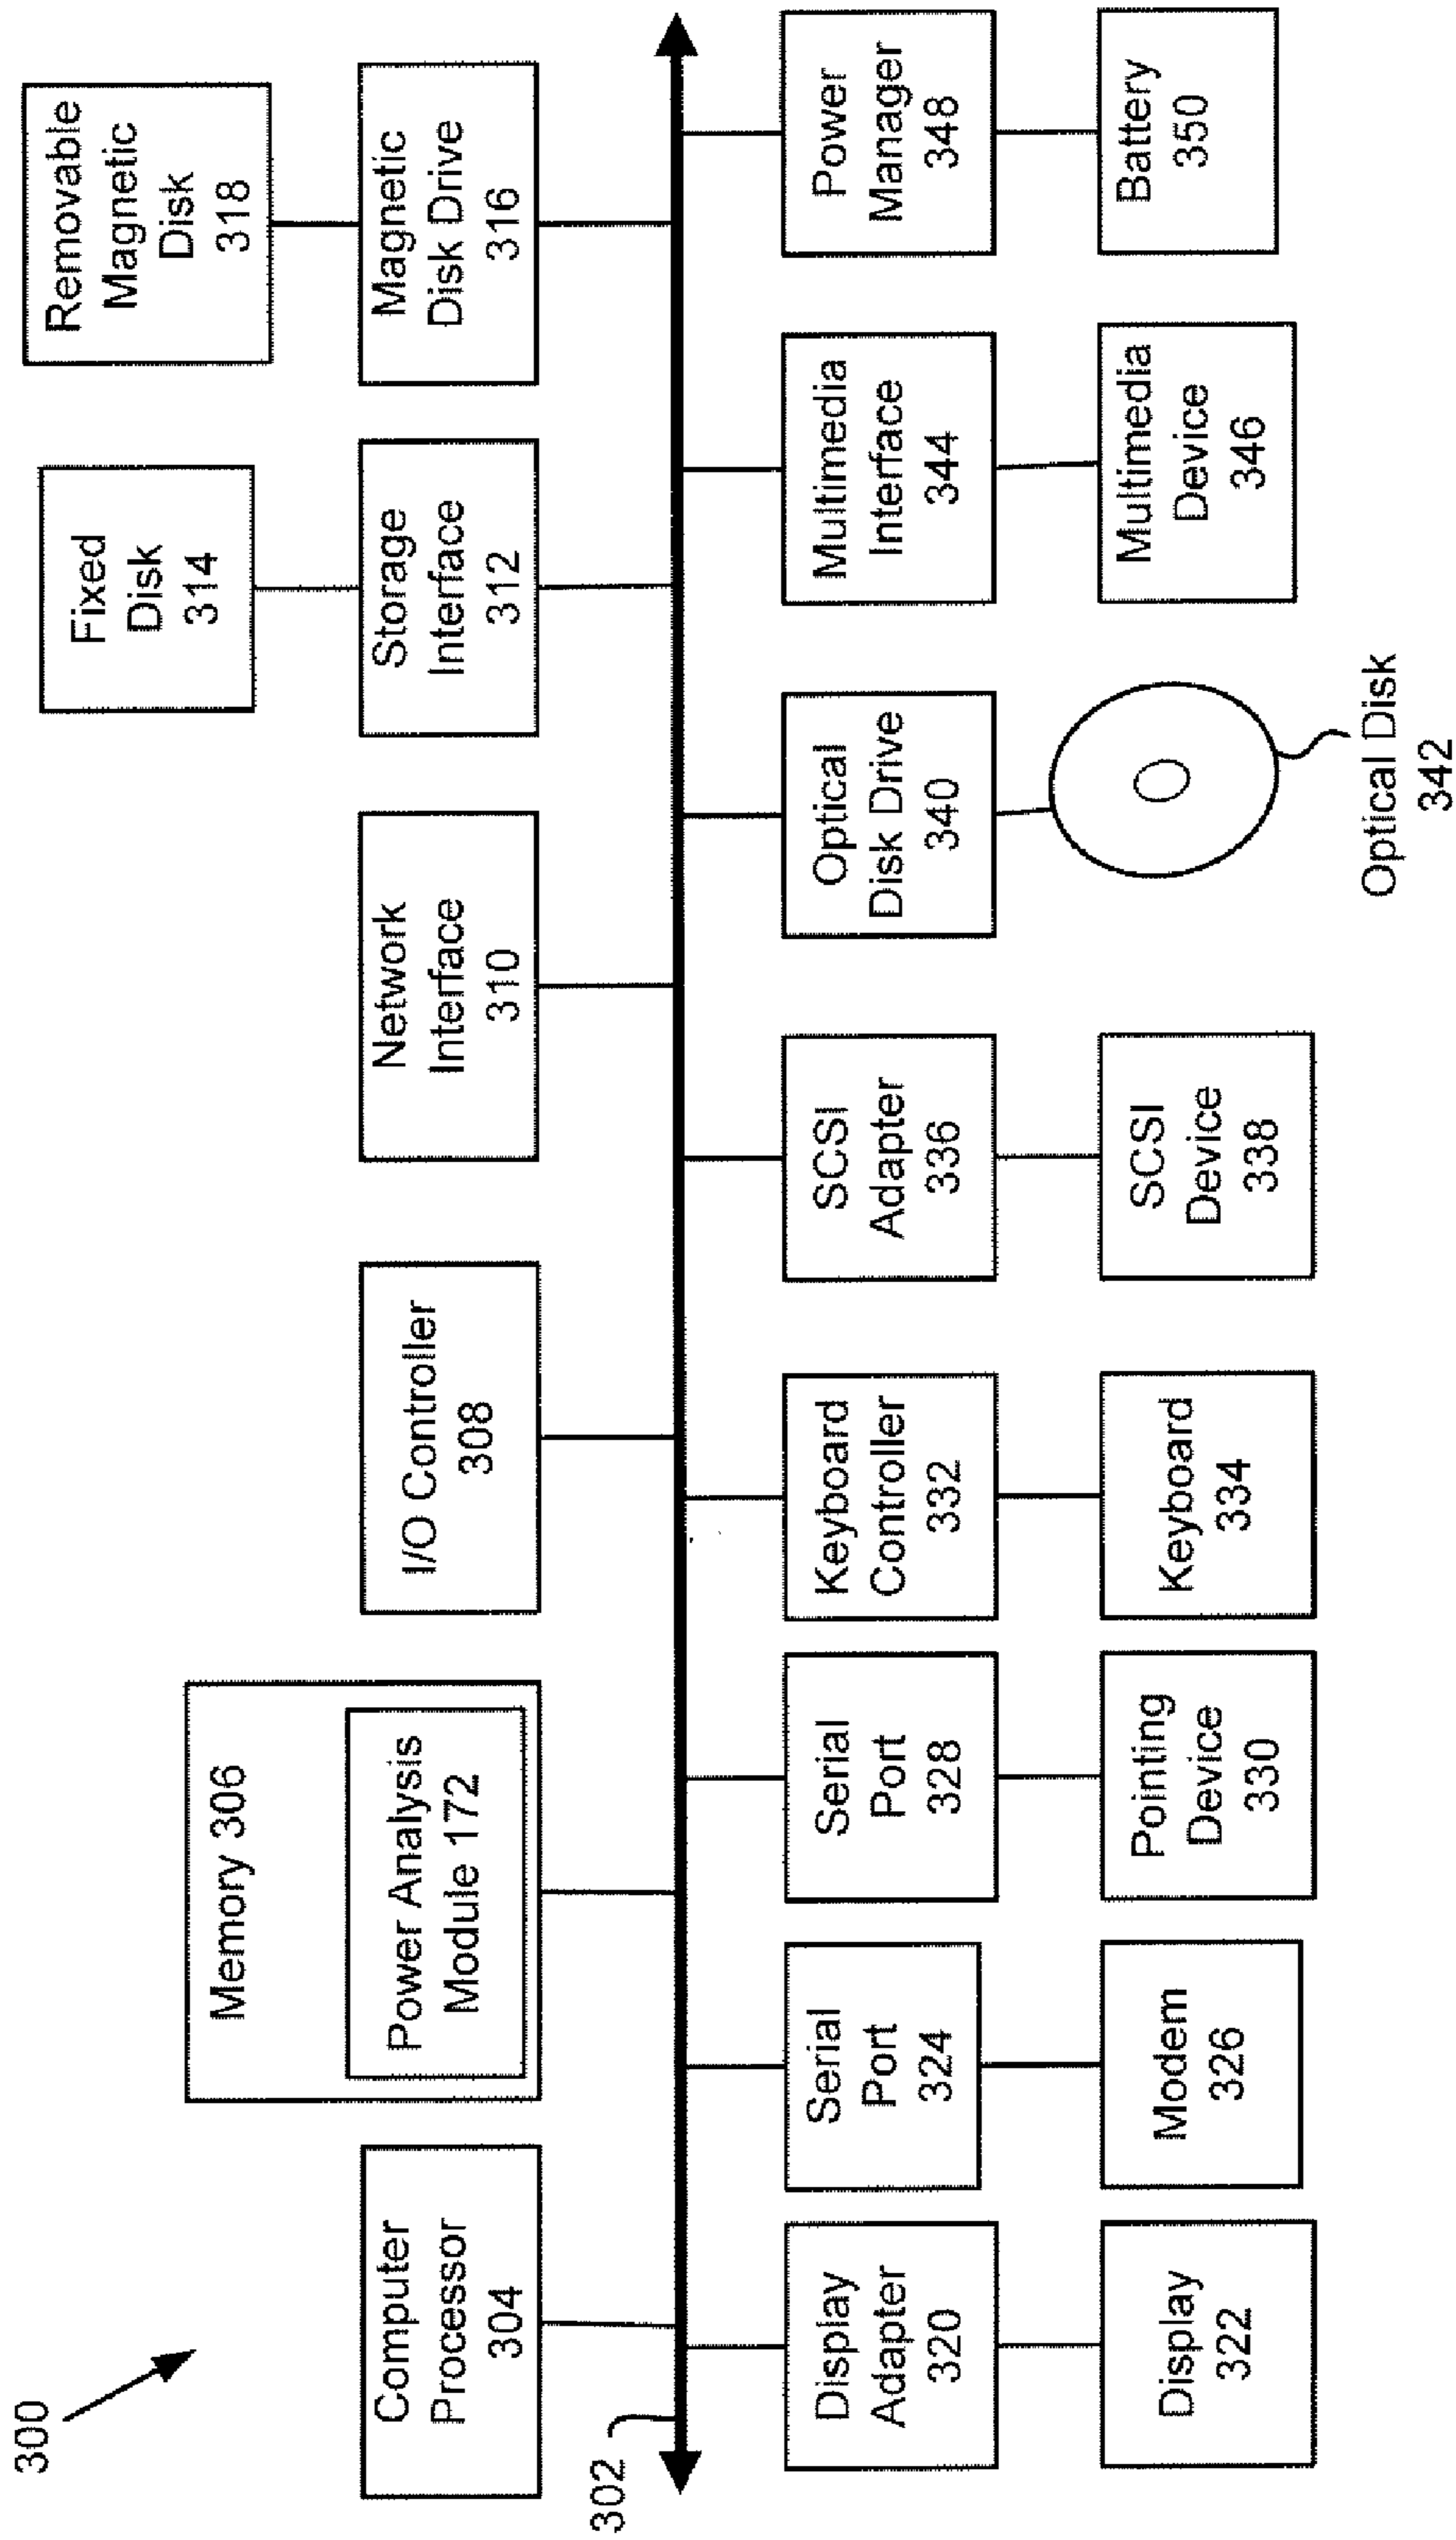 300
Computer
Processor
304
Memory 306
Power Analysis
Module 172
I/O Controller
308
Network
Interface
310
Fixed
Disk
314
Storage
Interface
312
Removable
Magnetic
Disk
318
Magnetic
Disk Drive
316
302
Display
Adapter
320
Display
322
Serial
Port
324
Modem
326
Serial
Port
328
Pointing
Device
330
Keyboard
Controller
332
Keyboard
334
SCSI
Adapter
336
SCSI
Device
338
Optical
Disk Drive
340
Optical Disk
342
Multimedia
Interface
344
Multimedia
Device
346
Power
Manager
348
Battery
350